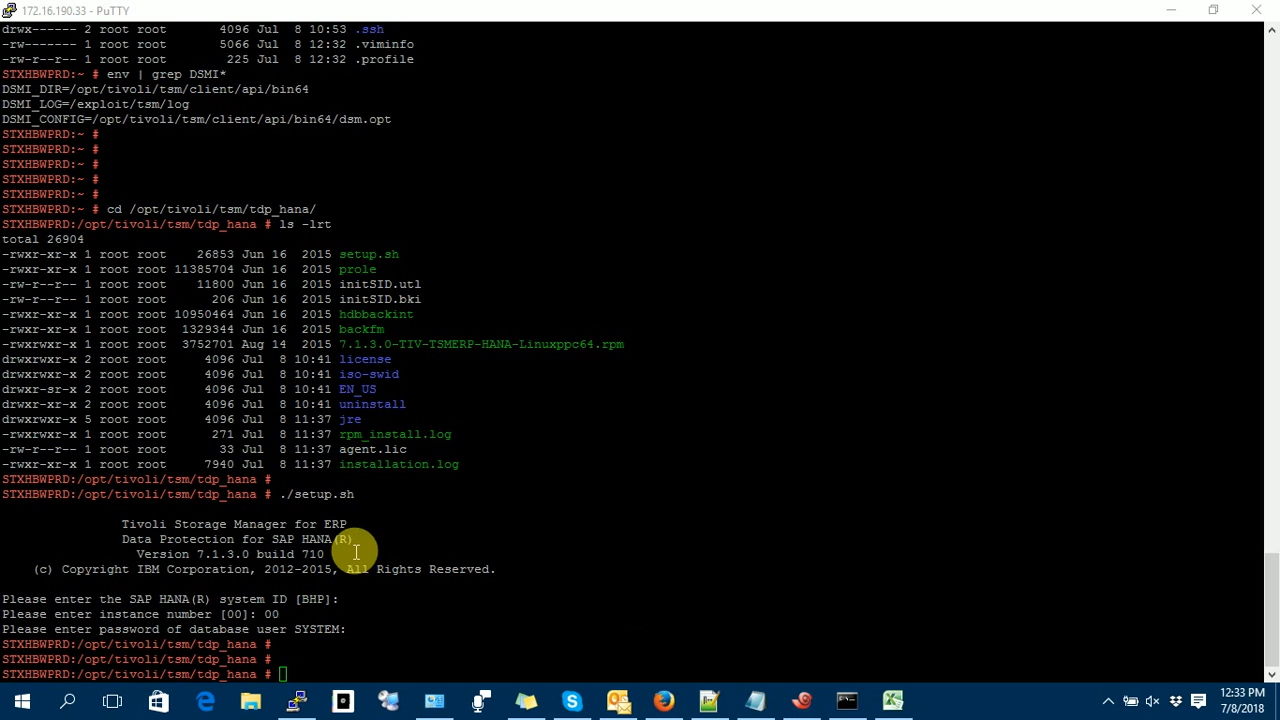 172.16.190.33 - PuTTY
drwx------ 2 root root 4096 Jul 8 10:53 .ssh
-rw------- 1 root root 5066 Jul 8 12:32 .viminfo
-rw-r--r-- 1 root root 225 Jul 8 12:32 .profile
STXHBWPRD:~ # env | grep DSMI*
DSMI_DIR=/opt/tivoli/tsm/client/api/bin64
DSMI_LOG=/exploit/tsm/log
DSMI_CONFIG=/opt/tivoli/tsm/client/api/bin64/dsm.opt
STXHBWPRD:~ #
STXHBWPRD:~ #
STXHBWPRD:~ #
STXHBWPRD:~ #
STXHBWPRD:~ #
STXHBWPRD:~ # cd /opt/tivoli/tsm/tdp_hana/
STXHBWPRD:/opt/tivoli/tsm/tdp_hana # ls -lrt
total 26904
-rwxr-xr-x 1 root root 26853 Jun 16 2015 setup.sh
-rwxr-xr-x 1 root root 11385704 Jun 16 2015 prole
-rw-r--r-- 1 root root 11800 Jun 16 2015 initSID.utl
-rw-r--r-- 1 root root 206 Jun 16 2015 initSID.bki
-rwxr-xr-x 1 root root 10950464 Jun 16 2015 hdbbackint
-rwxr-xr-x 1 root root 1329344 Jun 16 2015 backfm
-rwxr-xr-x 1 root root 3752701 Aug 14 2015 7.1.3.0-TIV-TSMERP-HANA-Linuxppc64.rpm
drwxrwxr-x 2 root root 4096 Jul 8 10:41 license
drwxrwxr-x 2 root root 4096 Jul 8 10:41 iso-swid
drwxr-sr-x 2 root root 4096 Jul 8 10:41 EN_US
drwxrwxr-x 2 root root 4096 Jul 8 10:41 uninstall
drwxrwxr-x 5 root root 4096 Jul 8 11:37 jre
-rwxrwxr-x 1 root root 271 Jul 8 11:37 rpm_install.log
-rw-r--r-- 1 root root 33 Jul 8 11:37 agent.lic
-rwxr-xr-x 1 root root 7940 Jul 8 11:37 installation.log
STXHBWPRD:/opt/tivoli/tsm/tdp_hana #
STXHBWPRD:/opt/tivoli/tsm/tdp_hana # ./setup.sh
Tivoli Storage Manager for ERP
Data Protection for SAP HANA(R)
Version 7.1.3.0 build 710
(c) Copyright IBM Corporation, 2012-2015, All Rights Reserved.
Please enter the SAP HANA(R) system ID [BHP]:
Please enter instance number [00]: 00
Please enter password of database user SYSTEM:
STXHBWPRD:/opt/tivoli/tsm/tdp_hana #
STXHBWPRD:/opt/tivoli/tsm/tdp_hana #
STXHBWPRD:/opt/tivoli/tsm/tdp_hana #
12:33 PM
7/8/2018